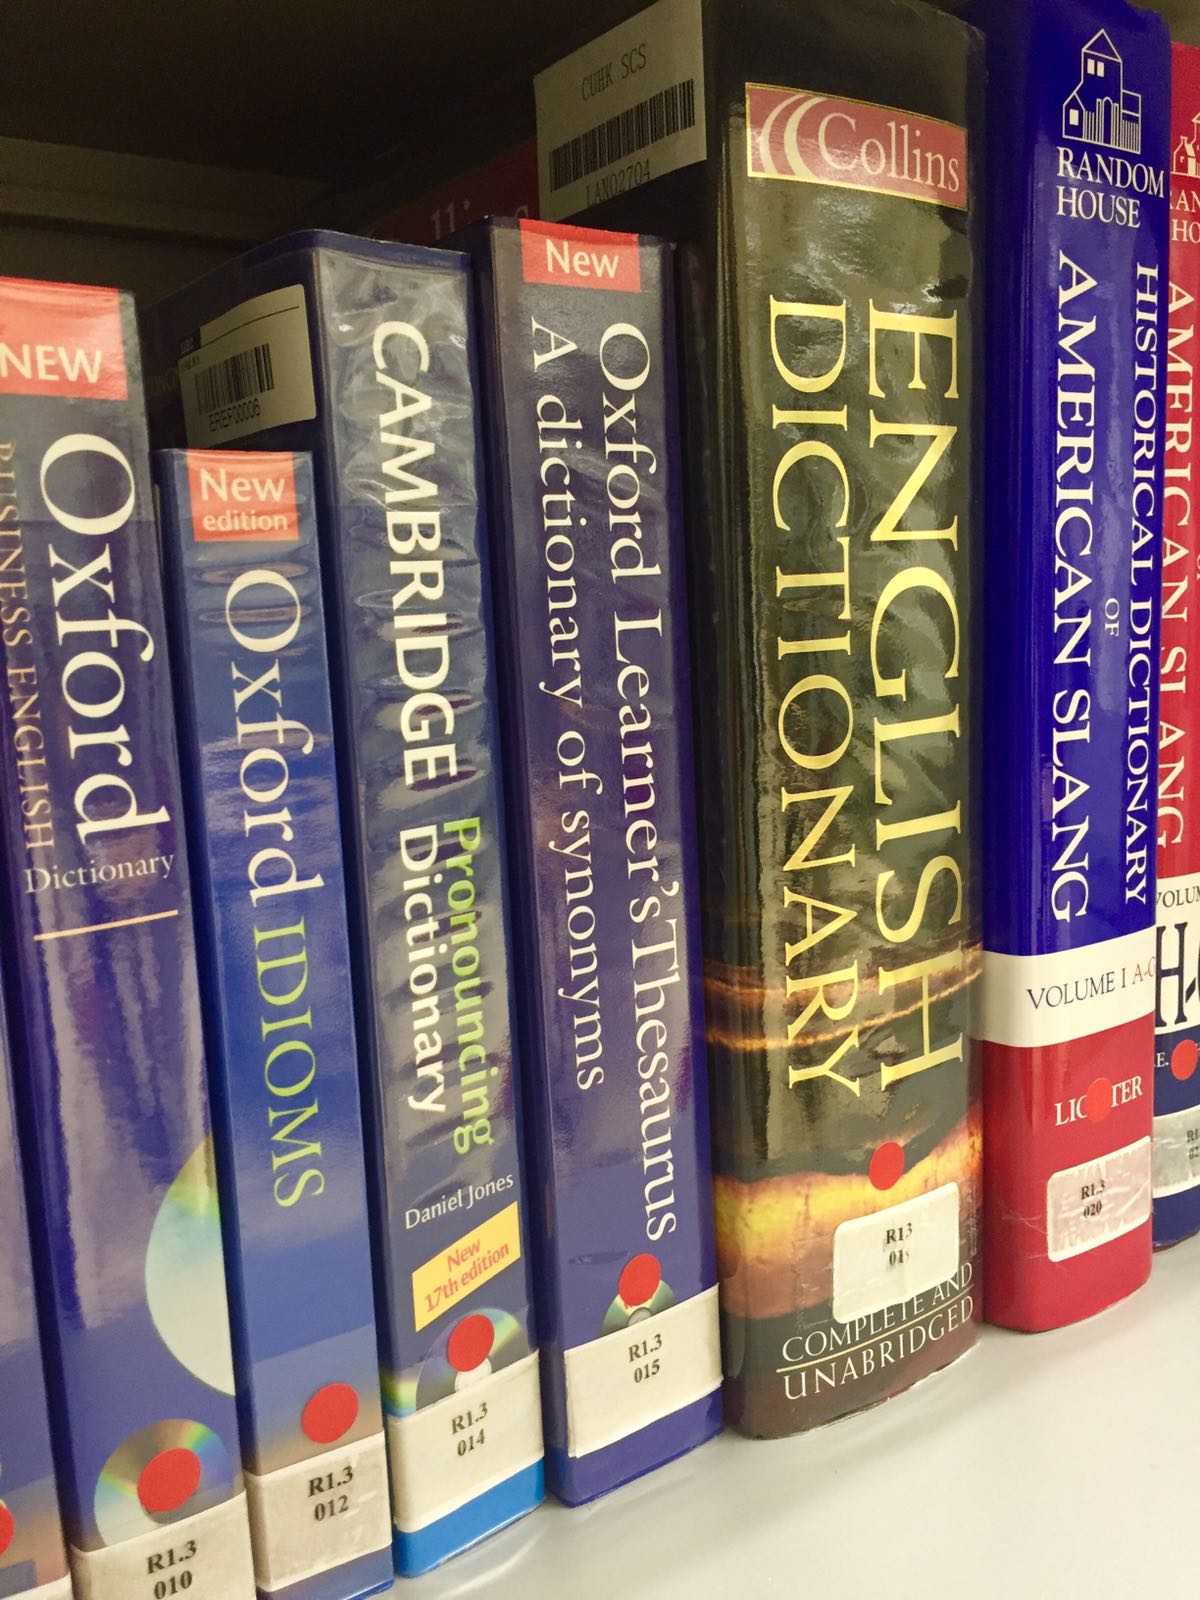 NEW
Oxford
BUSINESS ENGLISH
Dictionary
R1.3
010
EREF00006
New
edition
Oxford IDIOMS
R1.3
012
CAMBRIDGE
Pronouncing
Dictionary
Daniel Jones
New
17th edition
R1.3
014
New
Oxford Learner's Thesaurus
A dictionary of synonyms
R1.3
015
CUHK SCS
LAN02704
Collins
ENGLISH
DICTIONARY
R13
COMPLETE AND
UNABRIDGED
RANDOM
HOUSE
HISTORICAL DICTIONARY
OF
AMERICAN SLANG
VOLUME I A-G
R1.3
020
AMERICAN SLANG